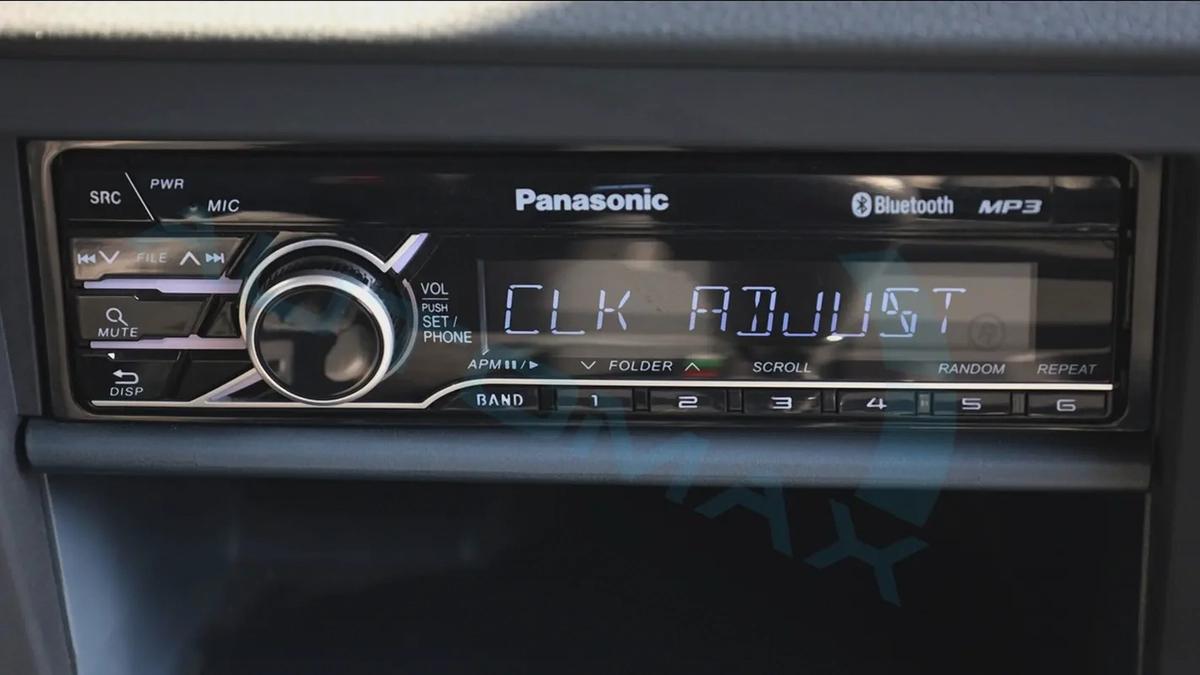 SRC
PWR
MIC
Panasonic
Bluetooth
MP3
FILE
MUTE
DISP
VOL
PUSH
SET /
PHONE
CLK ADJUST
APM FOLDER SCROLL RANDOM REPEAT
BAND 1 2 3 4 5 6